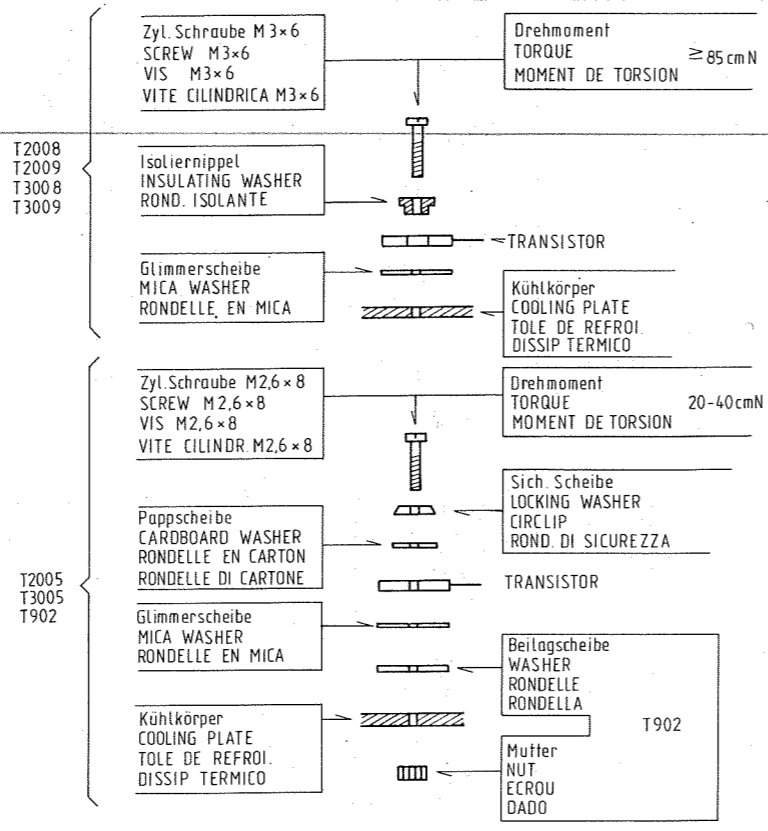 Zyl. Schraube M3×6
SCREW M3×6
VIS M3×6
VITE CILINDRICA M3×6
Drehmoment
TORQUE ≧85cmN
MOMENT DE TORSION
T2008
T2009
T3008
T3009
Isoliernippel
INSULATING WASHER
ROND. ISOLANTE
TRANSISTOR
Glimmerscheibe
MICA WASHER
RONDELLE EN MICA
Kühlkörper
COOLING PLATE
TOLE DE REFROI.
DISSIP TERMICO
Zyl.Schraube M2,6×8
SCREW M2,6×8
VIS M2,6×8
VITE CILINDR. M2,6×8
Drehmoment
TORQUE 20-40cmN
MOMENT DE TORSION
Sich. Scheibe
LOCKING WASHER
CIRCLIP
ROND. DI SICUREZZA
Pappscheibe
CARDBOARD WASHER
RONDELLE EN CARTON
RONDELLE DI CARTONE
T2005
T3005
T902
TRANSISTOR
Glimmerscheibe
MICA WASHER
RONDELLE EN MICA
Beilagscheibe
WASHER
RONDELLE
RONDELLA
T902
Kühlkörper
COOLING PLATE
TOLE DE REFROI.
DISSIP TERMICO
Mutter
NUT
ECROU
DADO